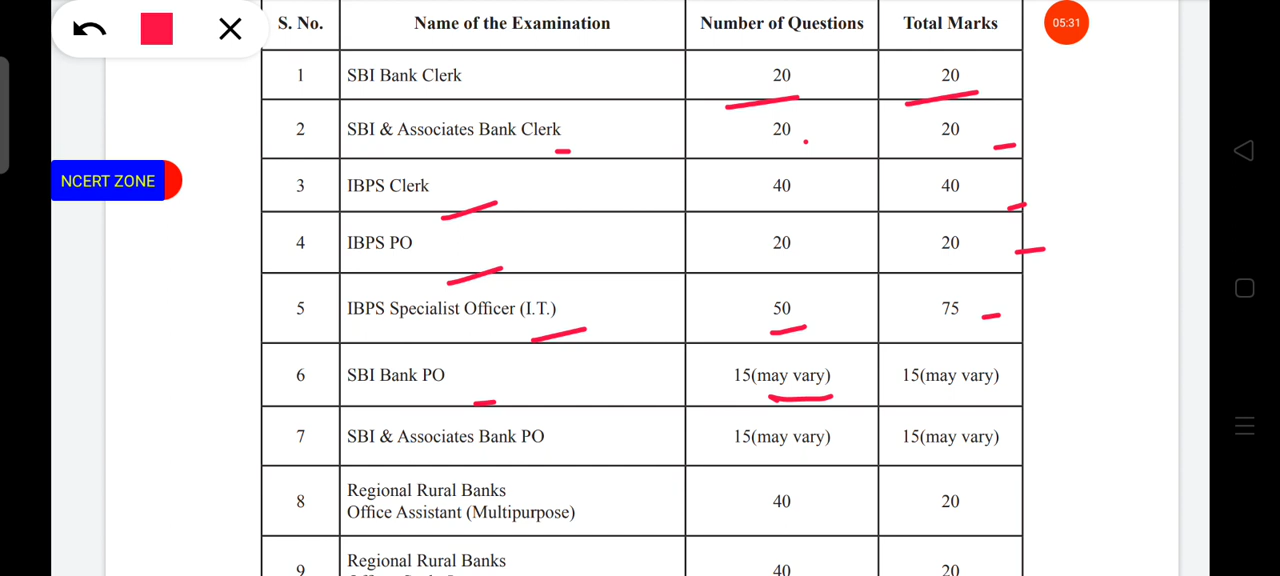 S. No. Name of the Examination Number of Questions Total Marks
05:31
1 SBI Bank Clerk 20 20
2 SBI & Associates Bank Clerk 20 20
NCERT ZONE
3 IBPS Clerk 40 40
4 IBPS PO 20 20
5 IBPS Specialist Officer (I.T.) 50 75
6 SBI Bank PO 15(may vary) 15(may vary)
7 SBI & Associates Bank PO 15(may vary) 15(may vary)
8 Regional Rural Banks
Office Assistant (Multipurpose) 40 20
Regional Rural Banks
9 40 20